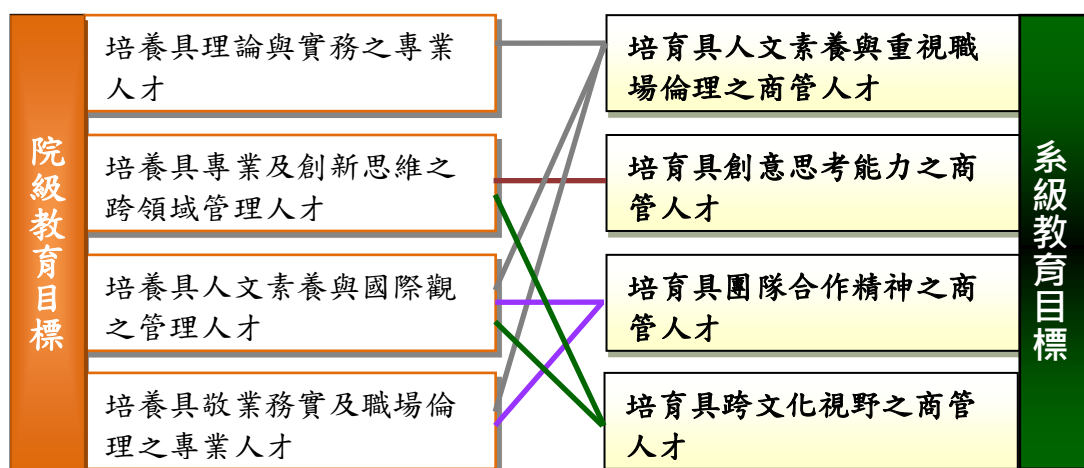 院級教育目標
培養具理論與實務之專業
人才
培養具專業及創新思維之
跨領域管理人才
培養具人文素養與國際觀
之管理人才
培養具敬業務實及職場倫
理之專業人才
培育具人文素養與重視職
場倫理之商管人才
培育具創意思考能力之商
管人才
培育具團隊合作精神之商
管人才
培育具跨文化視野之商管
人才
系級教育目標